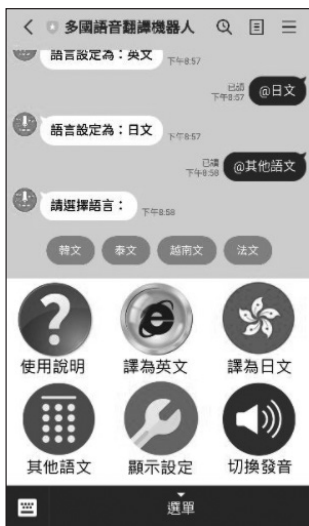 多國語音翻譯機器人
語言設定為：英文
下午8:57
已讀
下午8:57
@日文
語言設定為：日文
下午8:57
已讀
下午8:58
@其他語文
請選擇語言：
下午8:58
韓文 泰文 越南文 法文
使用說明 譯為英文 譯為日文
其他語文 顯示設定 切換發音
選單